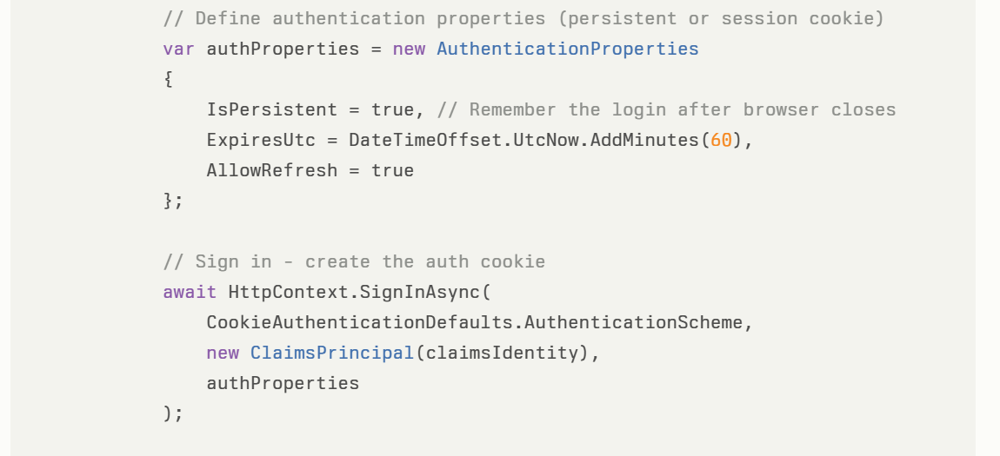 // Define authentication properties (persistent or session cookie)
var authProperties = new AuthenticationProperties
{
    IsPersistent = true, // Remember the login after browser closes
    ExpiresUtc = DateTimeOffset.UtcNow.AddMinutes(60),
    AllowRefresh = true
};

// Sign in - create the auth cookie
await HttpContext.SignInAsync(
    CookieAuthenticationDefaults.AuthenticationScheme,
    new ClaimsPrincipal(claimsIdentity),
    authProperties
);